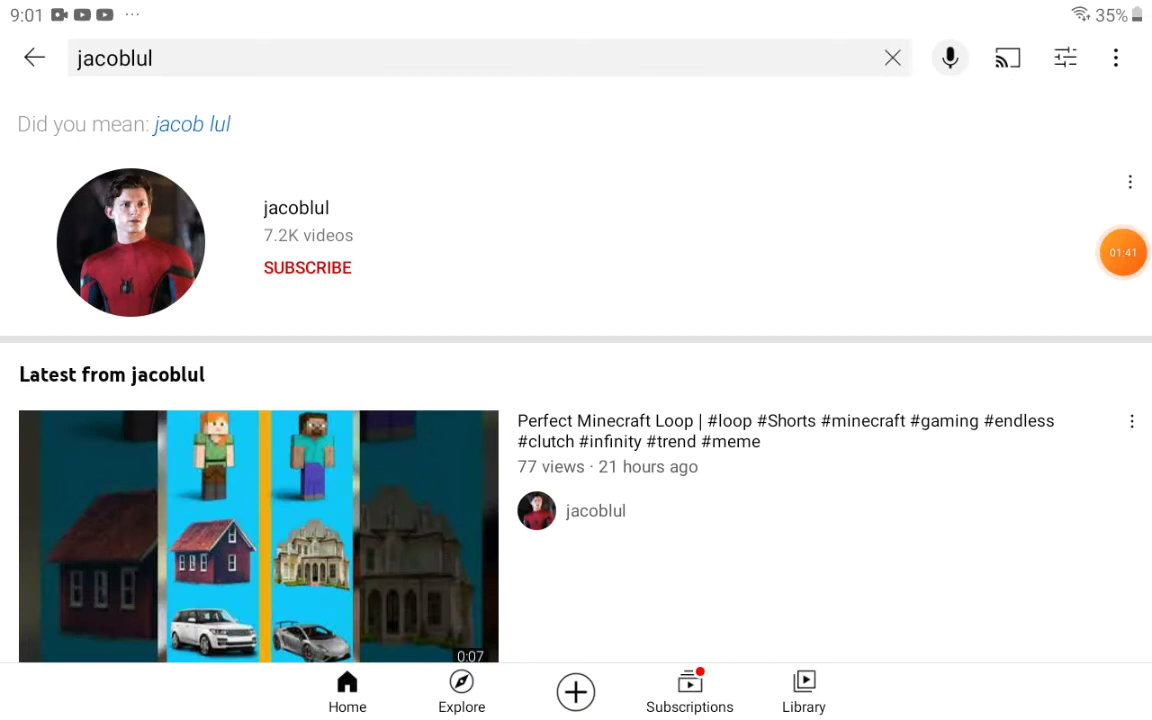 9:01 ··· 35%
jacoblul
Did you mean: jacob lul
jacoblul
7.2K videos
SUBSCRIBE
01:41
Latest from jacoblul
Perfect Minecraft Loop | #loop #Shorts #minecraft #gaming #endless
#clutch #infinity #trend #meme
77 views · 21 hours ago
jacoblul
0:07
Home
Explore
Subscriptions
Library